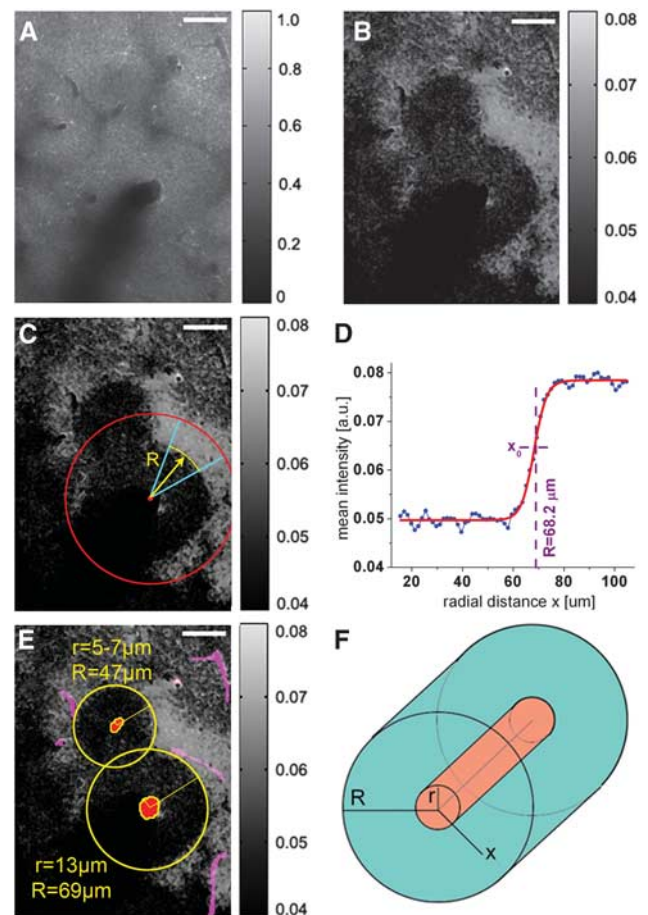 A
1.0
0.8
0.6
0.4
0.2
0
B
0.08
0.07
0.06
0.05
0.04
C
R
0.08
0.07
0.06
0.05
0.04
D
0.08
0.07
0.06
0.05
0.04
mean intensity [a.u.]
x₀
R=68.2 μm
20 40 60 80 100
radial distance x [um]
E
r=5-7μm
R=47μm
r=13μm
R=69μm
0.08
0.07
0.06
0.05
0.04
F
R
r
x